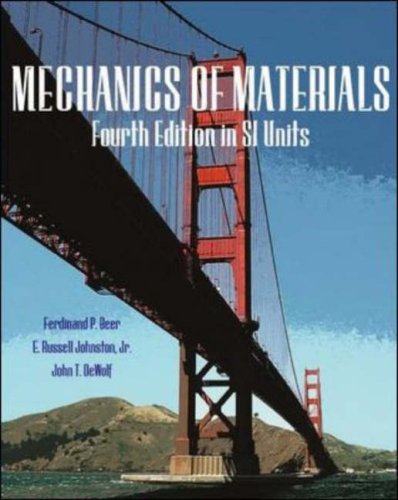 MECHANICS OF MATERIALS
Fourth Edition in SI Units
Ferdinand P. Beer
E. Russell Johnston, Jr.
John T. DeWolf